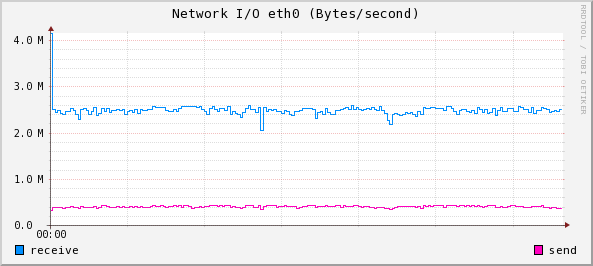 Network I/O eth0 (Bytes/second)
RRDTOOL / TOBI OETIKER
4.0 M
3.0 M
2.0 M
1.0 M
0.0
00:00
receive
send